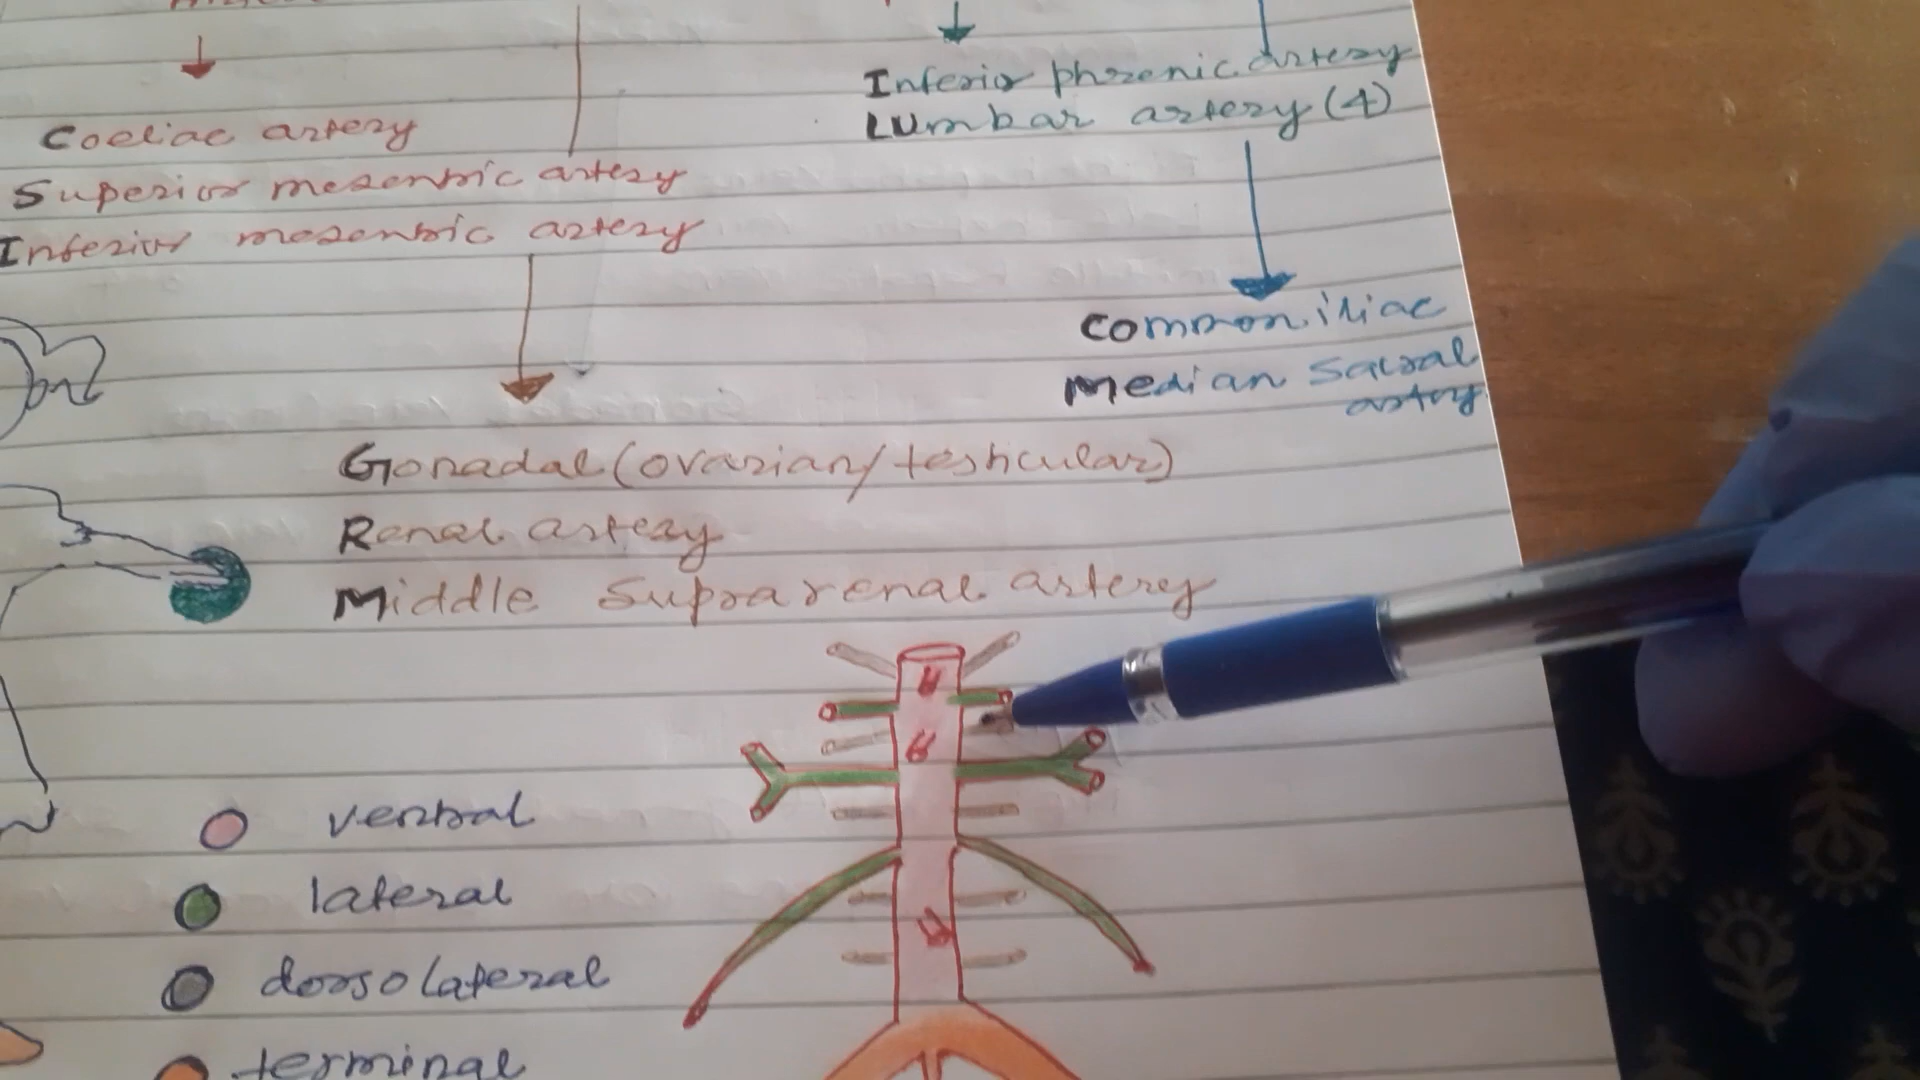 Coeliac artery
Superior mesentric artery
Inferior mesentric artery
Inferior phrenic artery
Lumbar artery (4)
Common iliac
Median sacral
artery
Gonadal (ovarian/testicular)
Renal artery
Middle Suprarenal artery
ventral
lateral
dorsolateral
terminal